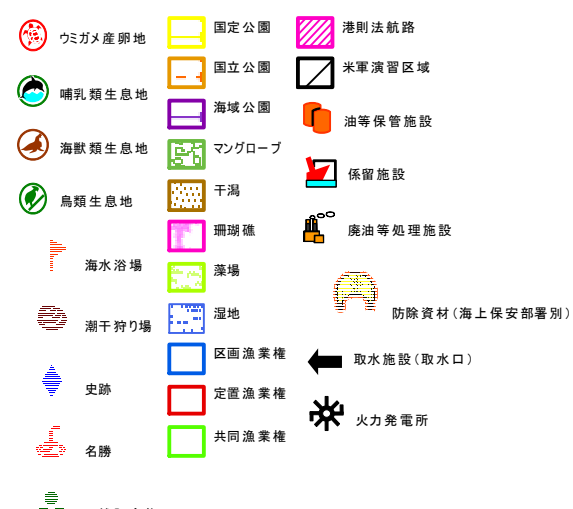 ウミガメ産卵地
哺乳類生息地
海獣類生息地
鳥類生息地
海水浴場
潮干狩り場
史跡
名勝
国定公園
国立公園
海域公園
マングローブ
干潟
珊瑚礁
藻場
湿地
区画漁業権
定置漁業権
共同漁業権
港則法航路
米軍演習区域
油等保管施設
係留施設
廃油等処理施設
防除資材(海上保安部署別)
取水施設(取水口)
火力発電所